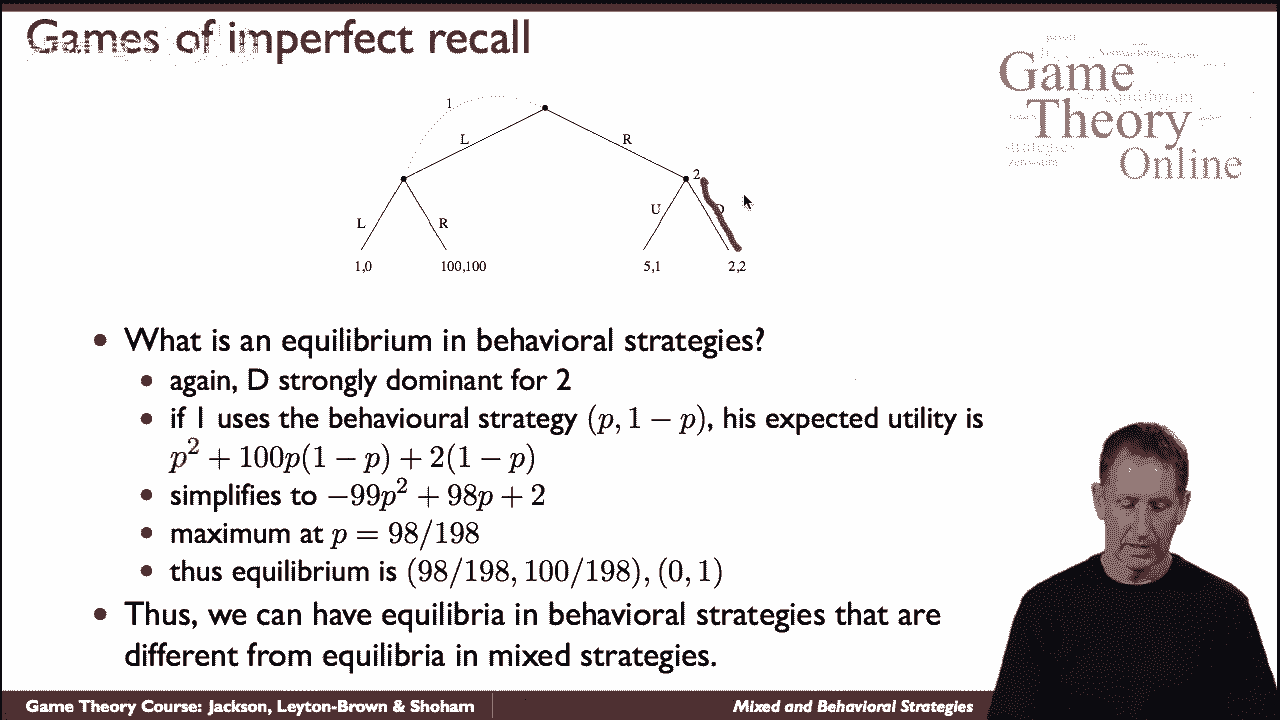 Games of imperfect recall
Game
Theory
Online
1
L
R
2
L
R
U
D
1,0
100,100
5,1
2,2
• What is an equilibrium in behavioral strategies?
• again, D strongly dominant for 2
• if 1 uses the behavioural strategy (p, 1 − p), his expected utility is
p² + 100p(1 − p) + 2(1 − p)
• simplifies to −99p² + 98p + 2
• maximum at p = 98/198
• thus equilibrium is (98/198, 100/198), (0, 1)
• Thus, we can have equilibria in behavioral strategies that are
different from equilibria in mixed strategies.
Game Theory Course: Jackson, Leyton-Brown & Shoham
Mixed and Behavioral Strategies